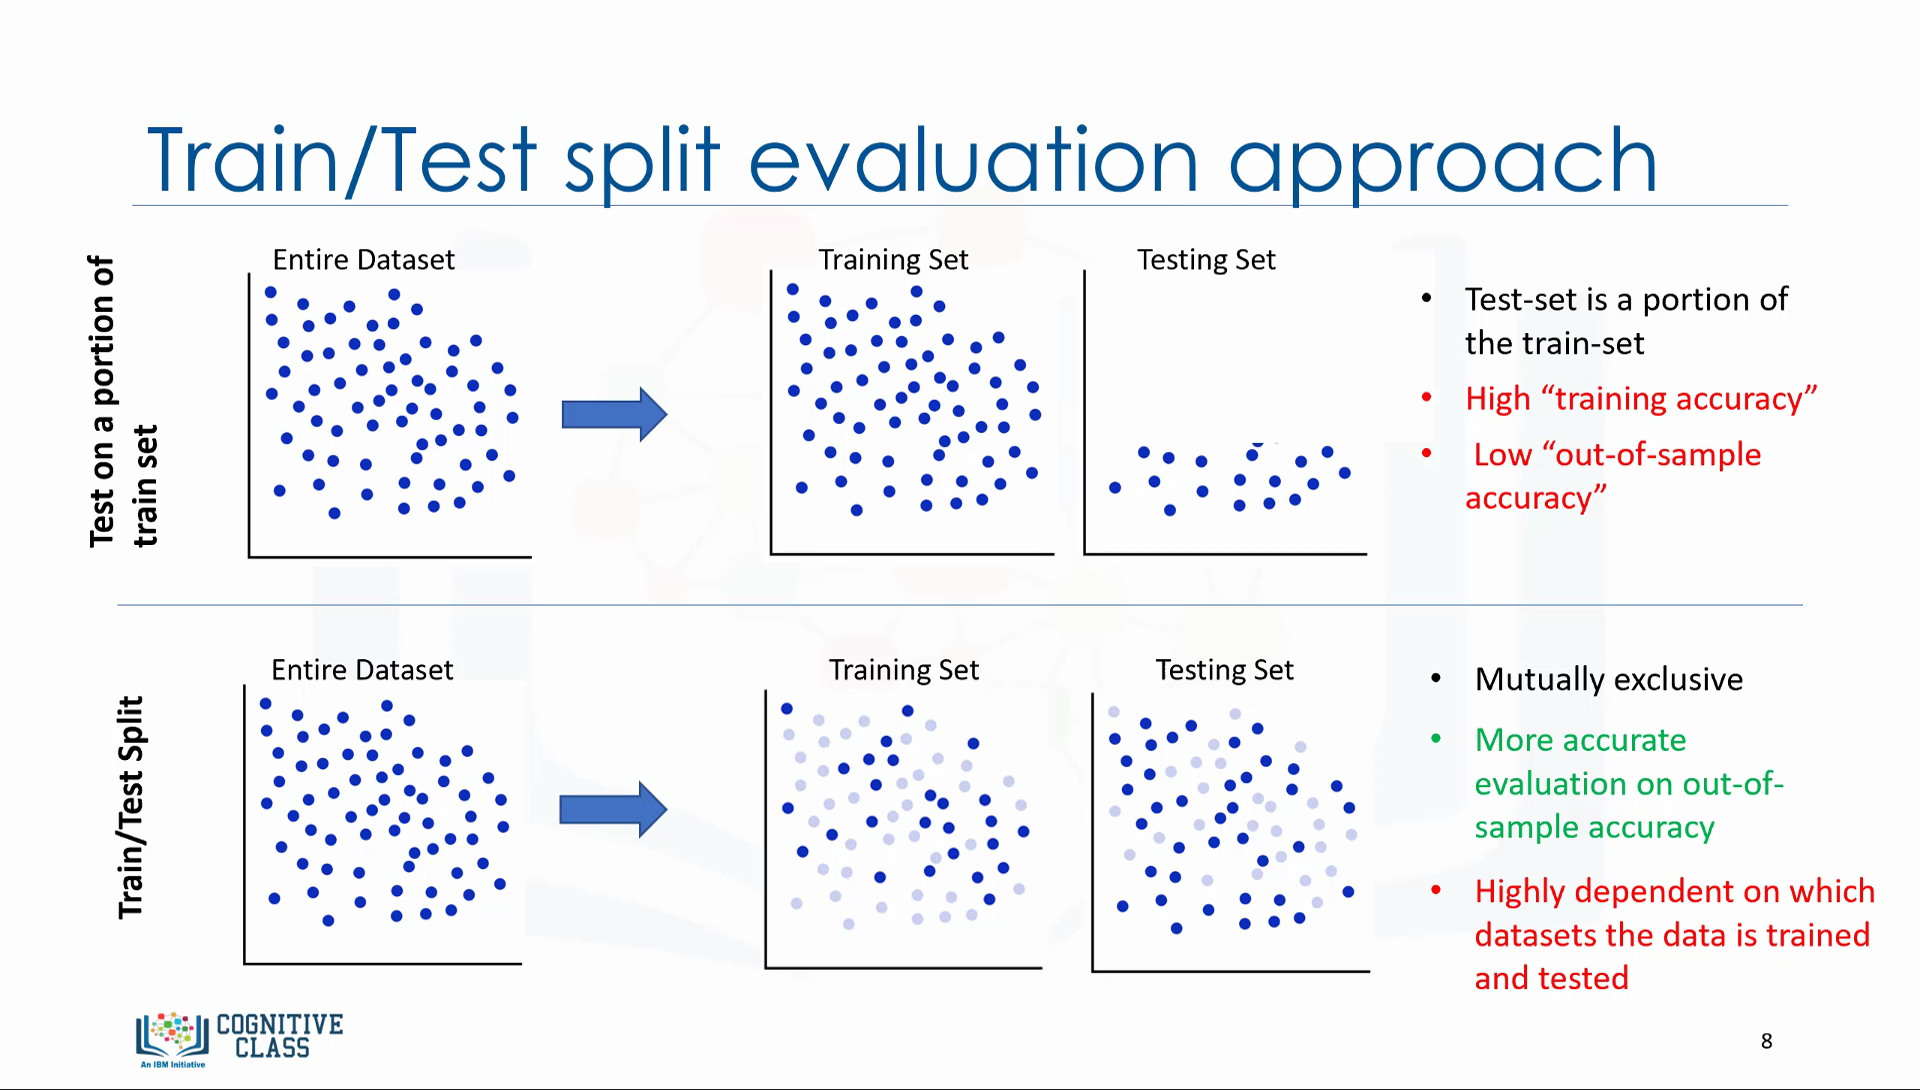 Train/Test split evaluation approach
Test on a portion of
train set
Entire Dataset
Training Set
Testing Set
• Test-set is a portion of
the train-set
• High “training accuracy”
• Low “out-of-sample
accuracy”
Train/Test Split
Entire Dataset
Training Set
Testing Set
• Mutually exclusive
• More accurate
evaluation on out-of-
sample accuracy
• Highly dependent on which
datasets the data is trained
and tested
COGNITIVE
CLASS
An IBM Initiative
8